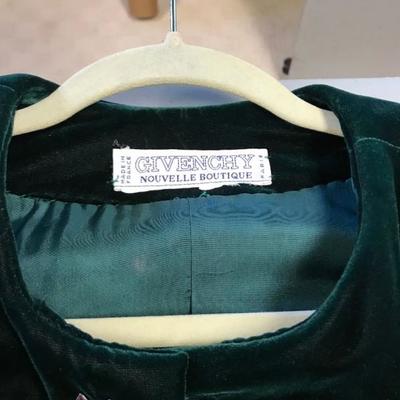 MADE IN
FRANCE
GIVENCHY
NOUVELLE BOUTIQUE
PARIS